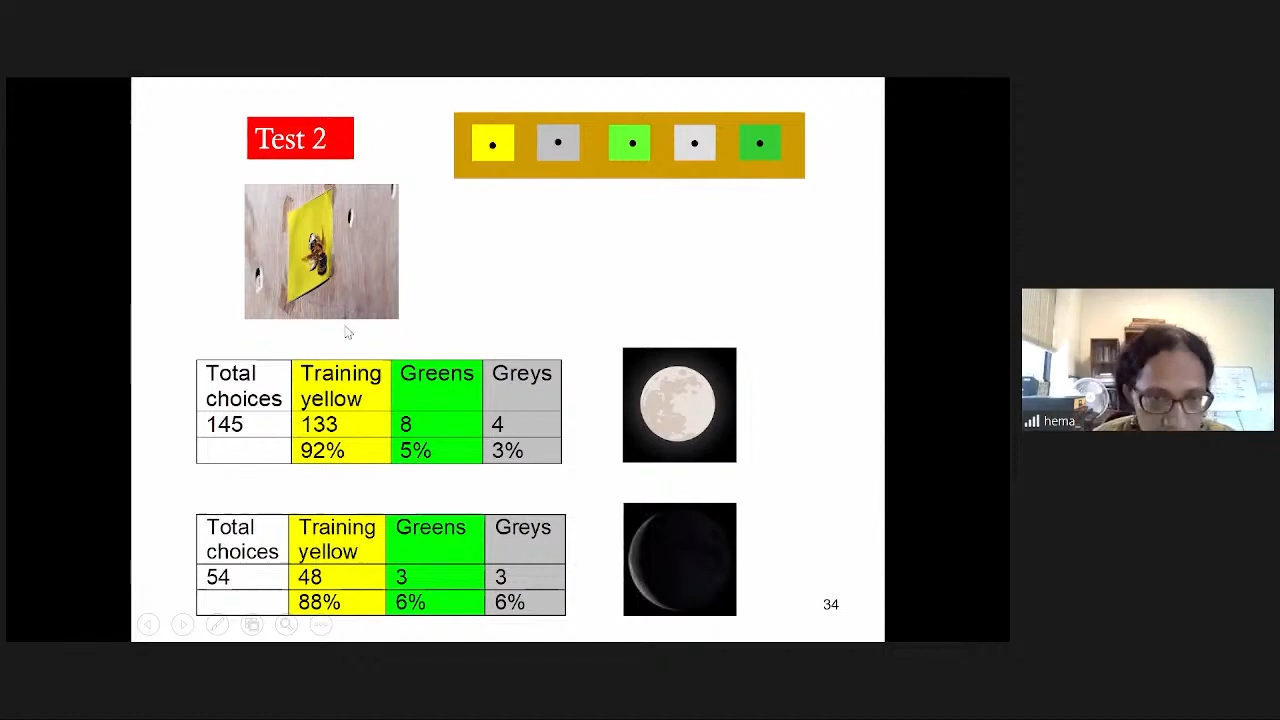 Test 2
Total choices
Training yellow
Greens
Greys
145
133
8
4
92%
5%
3%
Total choices
Training yellow
Greens
Greys
54
48
3
3
88%
6%
6%
34
hema